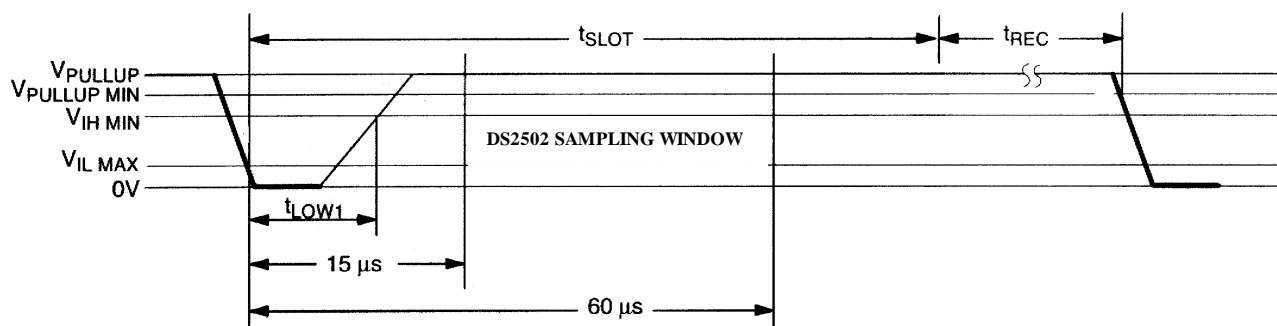 tSLOT
tREC
VPULLUP
VPULLUP MIN
VIH MIN
DS2502 SAMPLING WINDOW
VIL MAX
0V
tLOW1
15 µs
60 µs